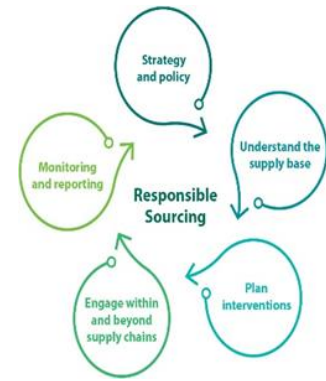 Strategy
and policy
Understand the
supply base
Plan
interventions
Engage within
and beyond
supply chains
Monitoring
and reporting
Responsible
Sourcing